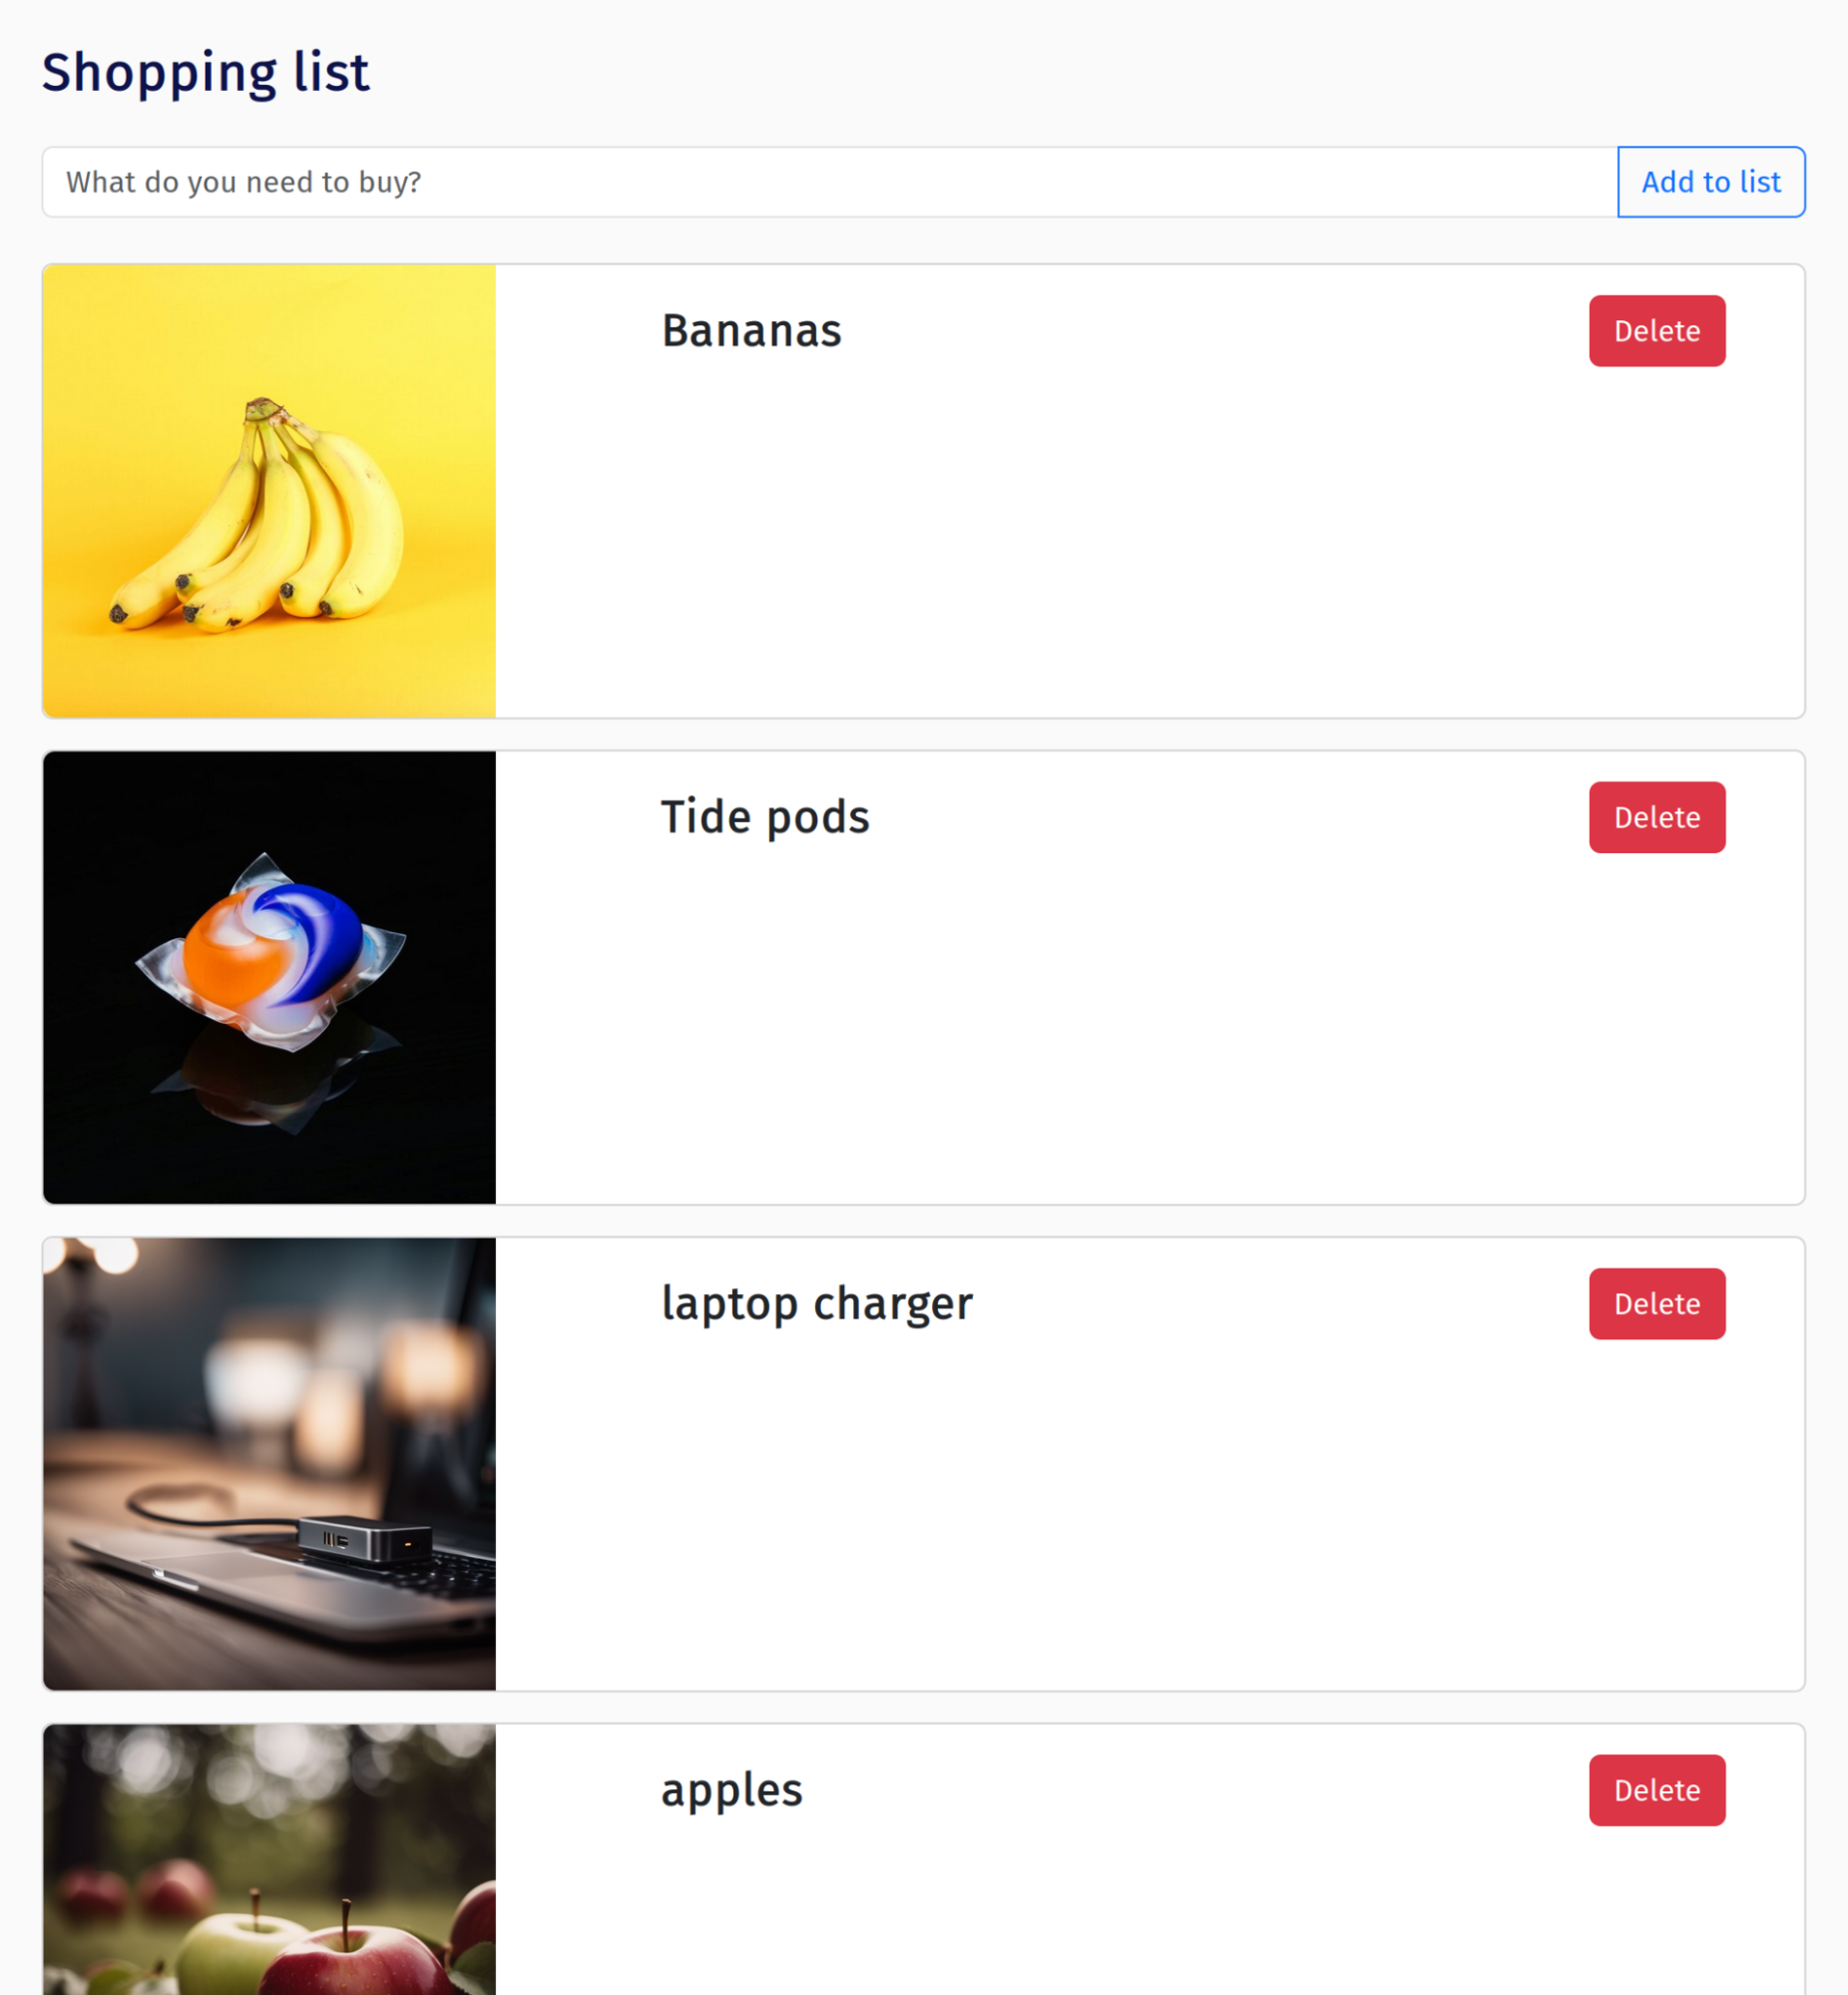 Shopping list
What do you need to buy?
Add to list
Bananas
Delete
Tide pods
Delete
laptop charger
Delete
apples
Delete